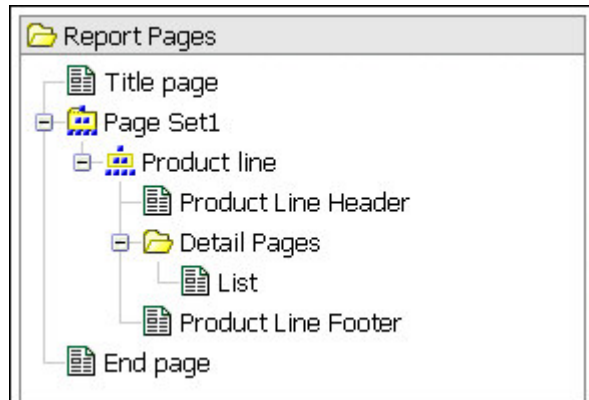 Report Pages
Title page
Page Set1
Product line
Product Line Header
Detail Pages
List
Product Line Footer
End page